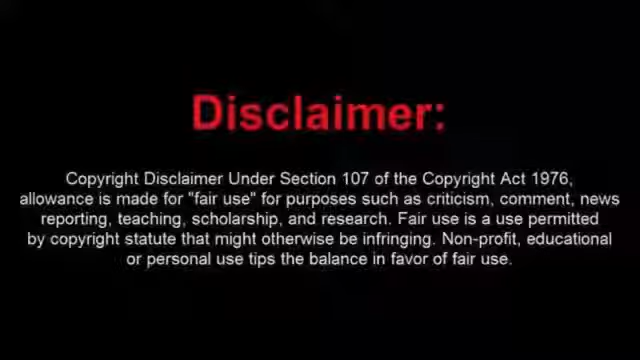 Disclaimer:
Copyright Disclaimer Under Section 107 of the Copyright Act 1976,
allowance is made for "fair use" for purposes such as criticism, comment, news
reporting, teaching, scholarship, and research. Fair use is a use permitted
by copyright statute that might otherwise be infringing. Non-profit, educational
or personal use tips the balance in favor of fair use.